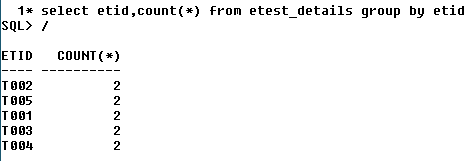 1* select etid,count(*) from etest_details group by etid
SQL> /
ETID COUNT(*)
---- ----------
T002 2
T005 2
T001 2
T003 2
T004 2